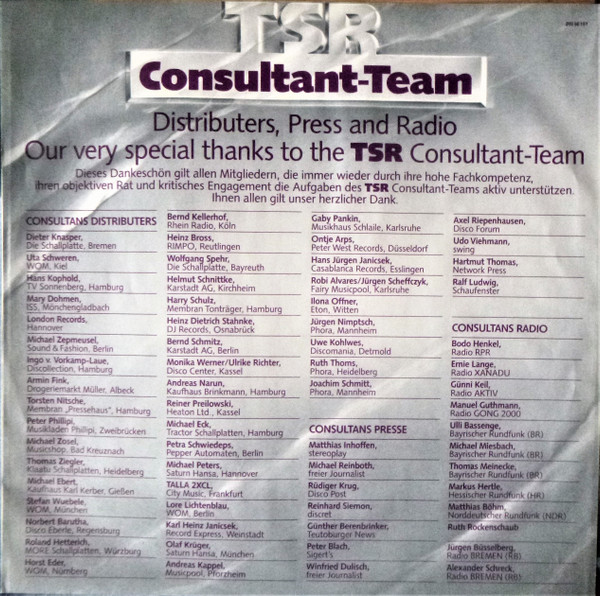 TSR
Consultant-Team
Distributers, Press and Radio
Our very special thanks to the TSR Consultant-Team
Dieses Dankeschön gilt allen Mitgliedern, die immer wieder durch ihre hohe Fachkompetenz,
ihren objektiven Rat und kritisches Engagement die Aufgaben des TSR Consultant-Teams aktiv unterstützen.
Ihnen allen gilt unser herzlicher Dank.
CONSULTANS DISTRIBUTERS
Dieter Knasper,
Die Schallplatte, Bremen
Uta Schweren,
WOM, Kiel
Hans Kophold,
TV Sonnenberg, Hamburg
Mary Dohmen,
ISS, Mönchengladbach
London Records,
Hannover
Michael Zepmeusel,
Sound & Fashion, Berlin
Ingo v. Vorkamp-Laue,
Discollection, Hamburg
Armin Fink,
Drogeriemarkt Müller, Albeck
Torsten Nitsche,
Membran „Pressehaus", Hamburg
Peter Phillipi,
Musikladen Phillipi, Zweibrücken
Michael Zosel,
Musicshop, Bad Kreuznach
Thomas Ziegler,
Kiaatu Schallplatten, Heidelberg
Michael Ebert,
Kaufhaus Karl Kerber, Gießen
Stefan Wuebele,
WOM, München
Norbert Barutha,
Disco Eberle, Regensburg
Roland Hetterich,
MORE Schallplatten, Würzburg
Horst Eder,
WOM, Nürnberg
Bernd Kellerhof,
Rhein Radio, Köln
Heinz Bross,
RIMPO, Reutlingen
Wolfgang Spehr,
Die Schallplatte, Bayreuth
Helmut Schnittke,
Karstadt AG, Kirchheim
Harry Schulz,
Membran Tonträger, Hamburg
Heinz Dietrich Stahnke,
DJ Records, Osnabrück
Bernd Schmitz,
Karstadt AG, Berlin
Monika Werner/Ulrike Richter,
Disco Center, Kassel
Andreas Narun,
Kaufhaus Brinkmann, Hamburg
Reiner Preilowski,
Heaton Ltd., Kassel
Michael Eck,
Tractor Schallplatten, Hamburg
Petra Schwiedeps,
Pepper Automaten, Berlin
Michael Peters,
Saturn Hansa, Hannover
TALLA 2XCL,
City Music, Frankfurt
Lore Lichtenblau,
WOM, Berlin
Karl Heinz Janicsek,
Record Express, Weinstadt
Olaf Krüger,
Saturn Hansa, München
Andreas Kappel,
Musicpool, Pforzheim
Gaby Pankin,
Musikhaus Schlaile, Karlsruhe
Ontje Arps,
Peter West Records, Düsseldorf
Hans Jürgen Janicsek,
Casablanca Records, Esslingen
Robi Alvares/Jürgen Scheffczyk,
Fairy Musicpool, Karlsruhe
Ilona Offner,
Eton, Witten
Jürgen Nimptsch,
Phora, Mannheim
Uwe Kohlwes,
Discomania, Detmold
Ruth Thoms,
Phora, Heidelberg
Joachim Schmitt,
Phora, Mannheim
CONSULTANS PRESSE
Matthias Inhoffen,
stereoplay
Michael Reinboth,
freier Journalist
Rüdiger Krug,
Disco Post
Reinhard Siemon,
discret
Günther Berenbrinker,
Teutoburger News
Peter Blach,
Sigert's
Winfried Dulisch,
freier Journalist
Axel Riepenhausen,
Disco Forum
Udo Viehmann,
swing
Hartmut Thomas,
Network Press
Ralf Ludwig,
Schaufenster
CONSULTANS RADIO
Bodo Henkel,
Radio RPR
Ernie Lange,
Radio XANADU
Günni Keil,
Radio AKTIV
Manuel Guthmann,
Radio GONG 2000
Ulli Bassenge,
Bayrischer Rundfunk (BR)
Michael Miesbach,
Bayrischer Rundfunk (BR)
Thomas Meinecke,
Bayrischer Rundfunk (BR)
Markus Hertle,
Hessischer Rundfunk (HR)
Matthias Böhm,
Norddeutscher Rundfunk (NDR)
Ruth Rockenschaub
Jürgen Büsselberg,
Radio BREMEN (RB)
Alexander Schreck,
Radio BREMEN (RB)